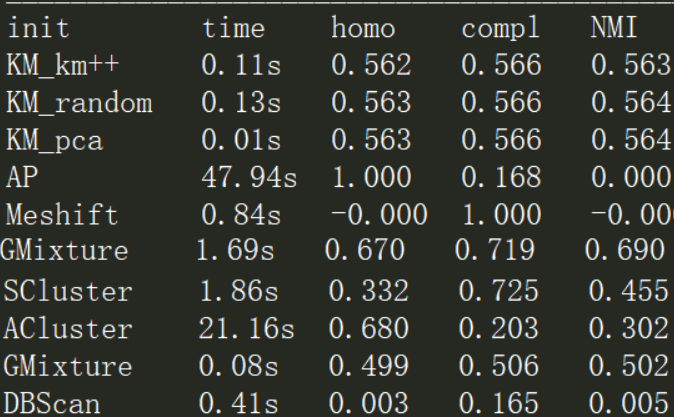 init time homo compl NMI
KM_km++ 0.11s 0.562 0.566 0.563
KM_random 0.13s 0.563 0.566 0.564
KM_pca 0.01s 0.563 0.566 0.564
AP 47.94s 1.000 0.168 0.000
Meshift 0.84s -0.000 1.000 -0.00
GMixture 1.69s 0.670 0.719 0.690
SCluster 1.86s 0.332 0.725 0.455
ACluster 21.16s 0.680 0.203 0.302
GMixture 0.08s 0.499 0.506 0.502
DBScan 0.41s 0.003 0.165 0.005